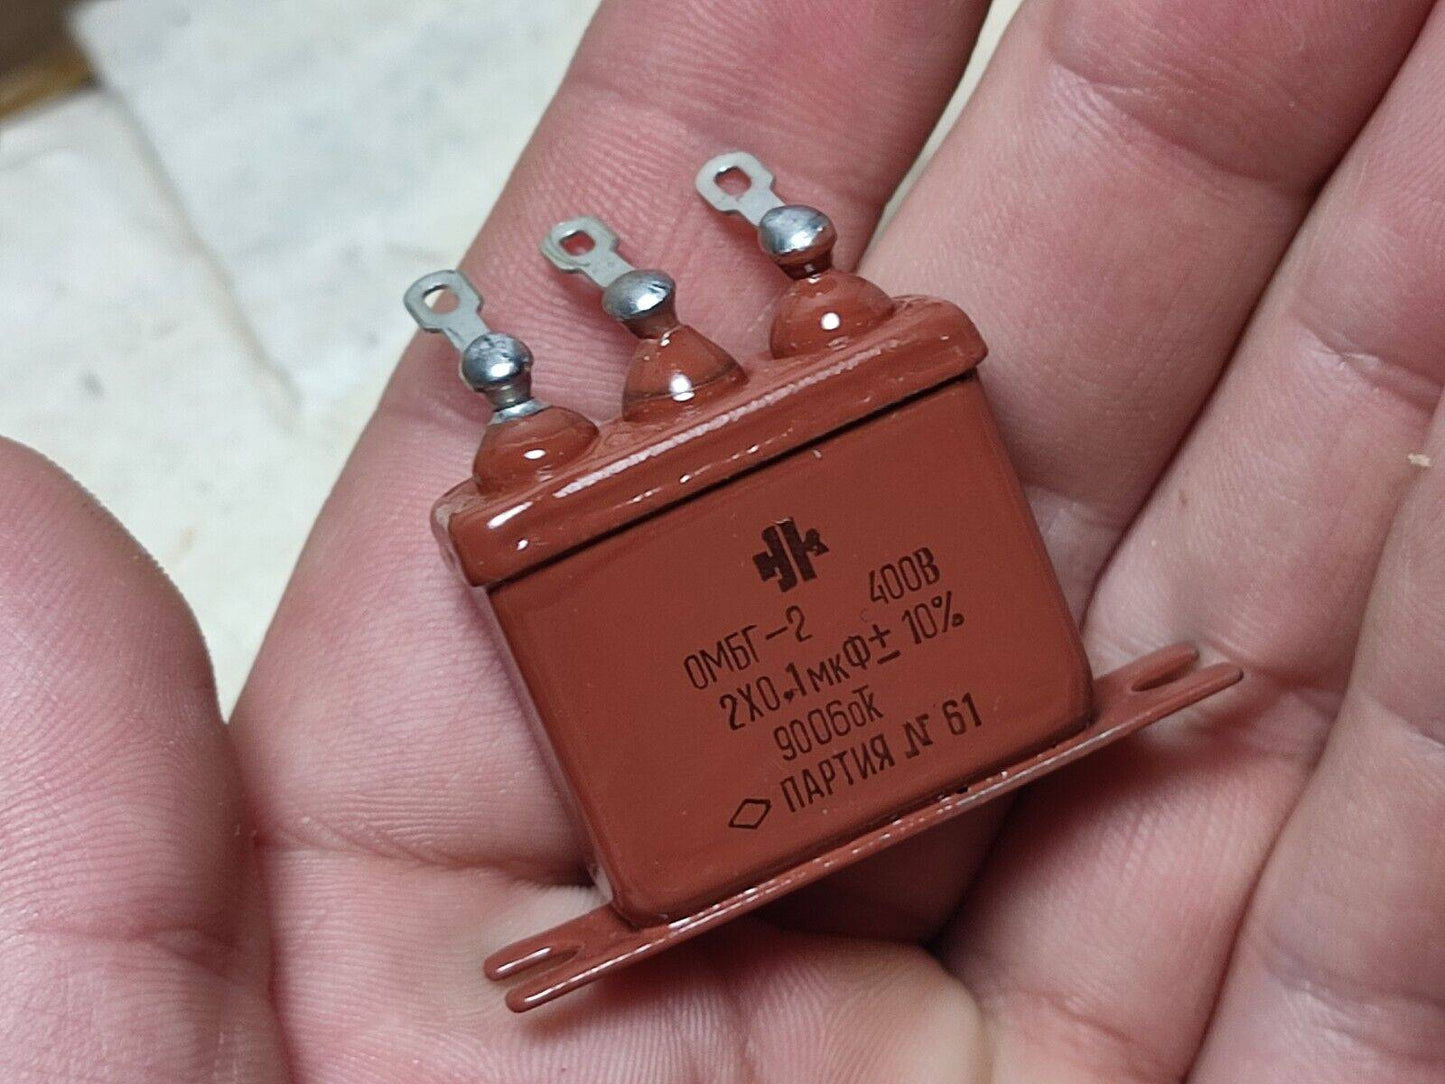 ОМБГ-2 400В
2Х0.1мкФ± 10%
9006оТК
ПАРТИЯ № 61